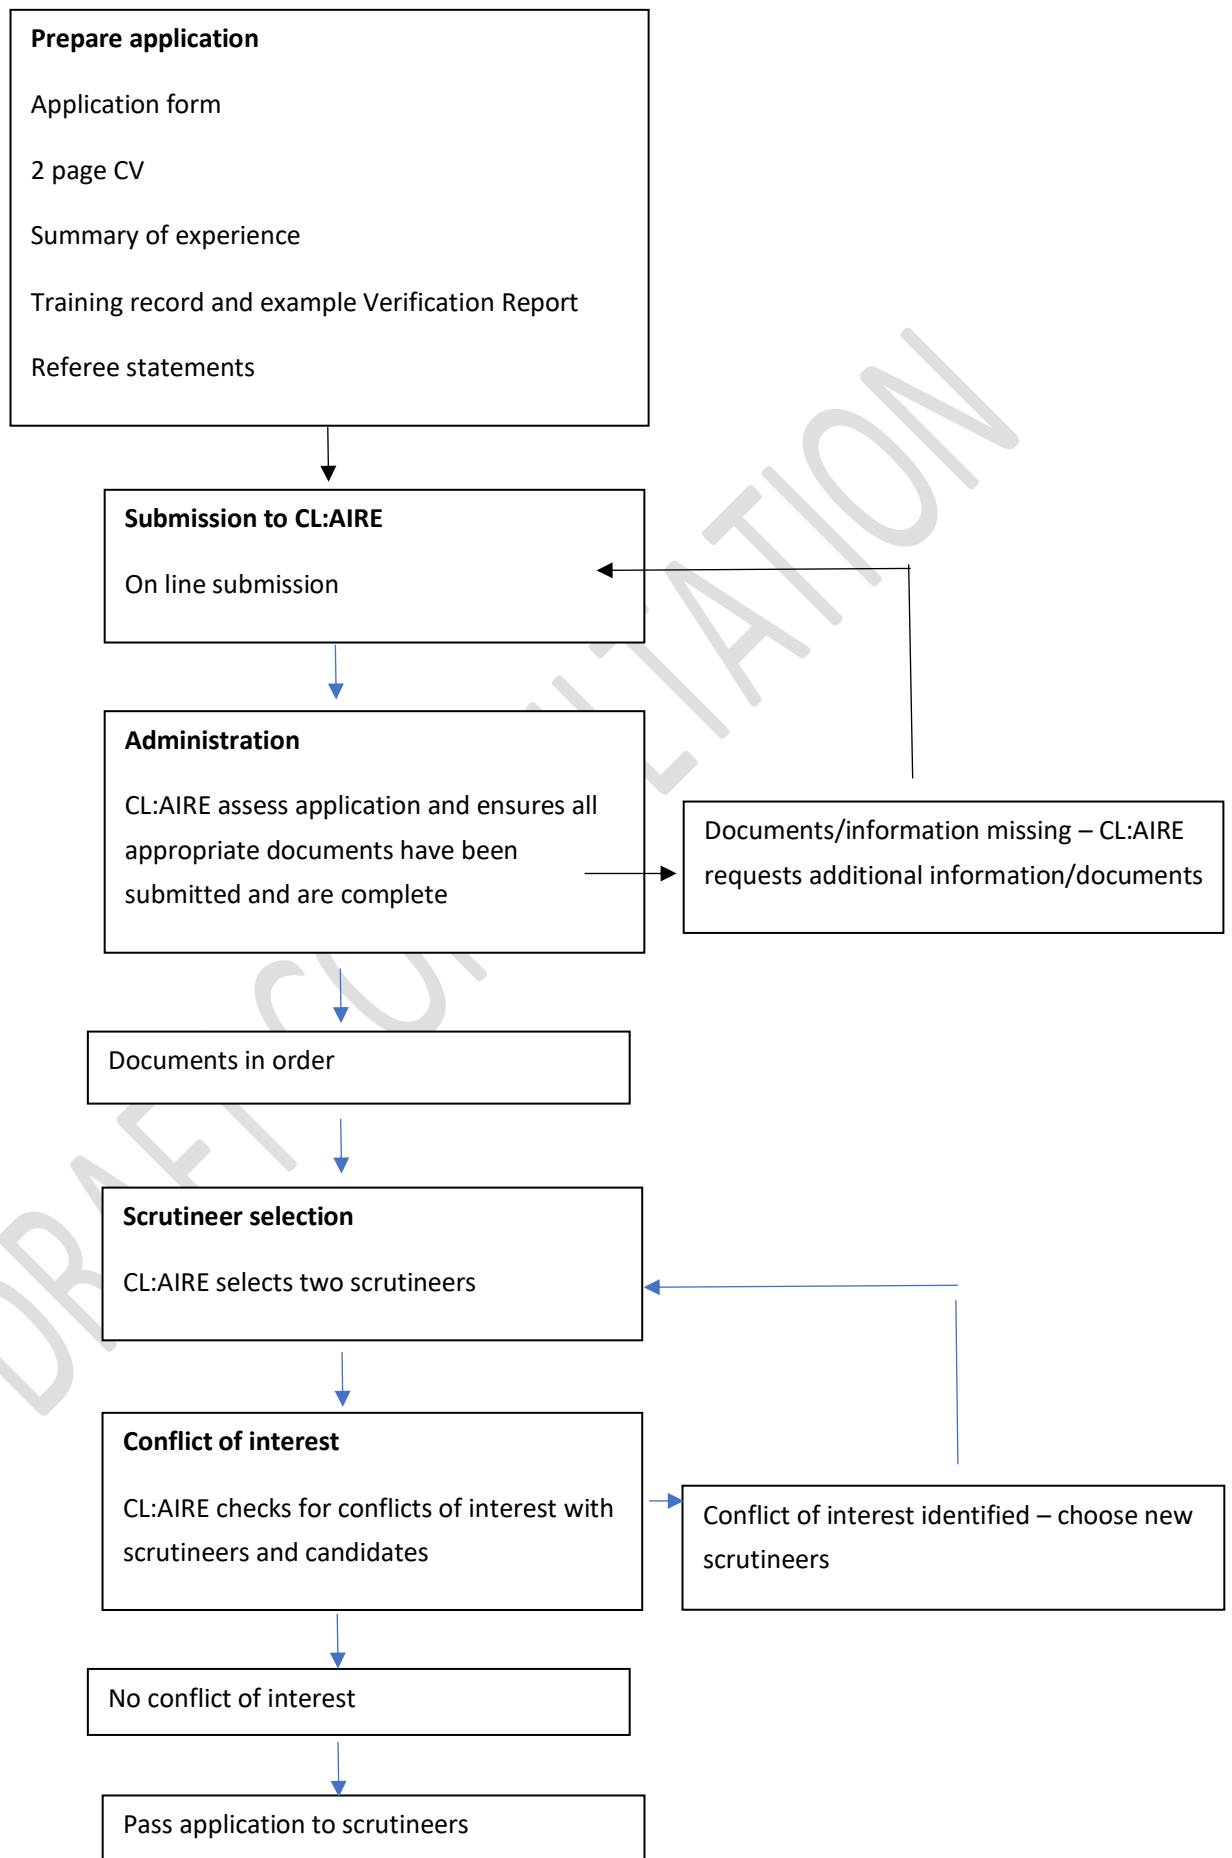 Prepare application
Application form
2 page CV
Summary of experience
Training record and example Verification Report
Referee statements
Submission to CL:AIRE
On line submission
Administration
CL:AIRE assess application and ensures all
appropriate documents have been
submitted and are complete
Documents/information missing – CL:AIRE
requests additional information/documents
Documents in order
Scrutineer selection
CL:AIRE selects two scrutineers
Conflict of interest
CL:AIRE checks for conflicts of interest with
scrutineers and candidates
Conflict of interest identified – choose new
scrutineers
No conflict of interest
Pass application to scrutineers
DRAFT CONSULTATION